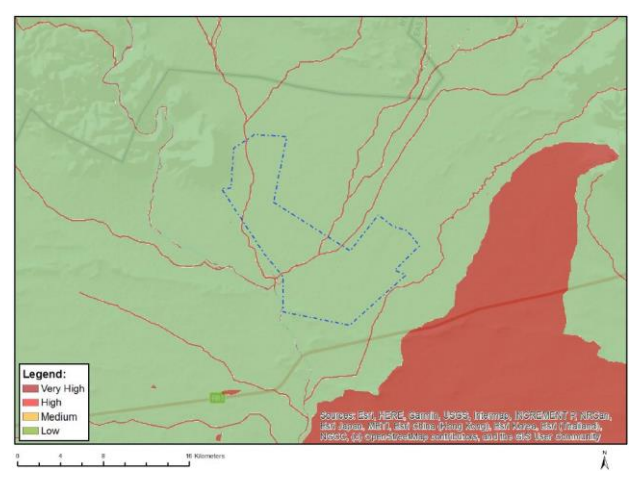 Legend:
Very High
High
Medium
Low
Sources: Esri, HERE, Garmin, USGS, Intermap, INCREMENT P, NRCan,
Esri Japan, METI, Esri China (Hong Kong), Esri Korea, Esri (Thailand),
NGCC, (c) OpenStreetMap contributors, and the GIS User Community
0 4 8 16 Kilometers
N